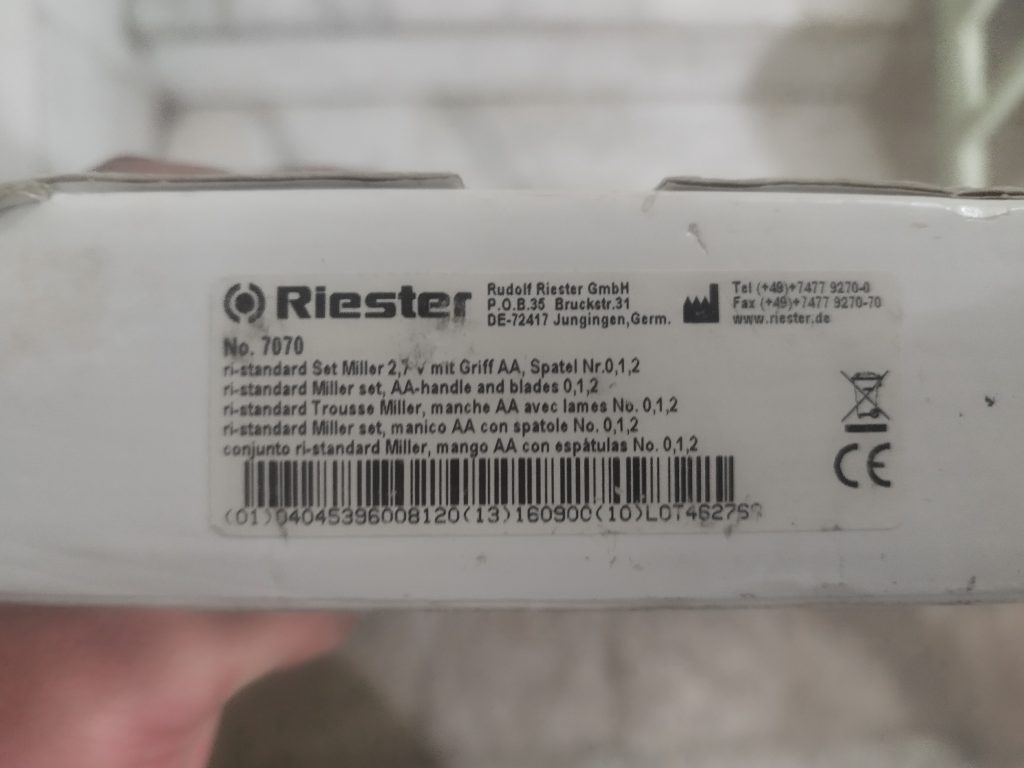 Riester
Rudolf Riester GmbH
P.O.B.35 Bruckstr.31
DE-72417 Jungingen,Germ.
Tel (+49)+7477 9270-0
Fax (+49)+7477 9270-70
www.riester.de
No. 7070
ri-standard Set Miller 2,7 V mit Griff AA, Spatel Nr.0,1,2
ri-standard Miller set, AA-handle and blades 0,1,2
ri-standard Trousse Miller, manche AA avec lames No. 0,1,2
ri-standard Miller set, manico AA con spatole No. 0,1,2
conjunto ri-standard Miller, mango AA con espátulas No. 0,1,2
CE
(01)04045396008120(13)160900(10)LOT462769